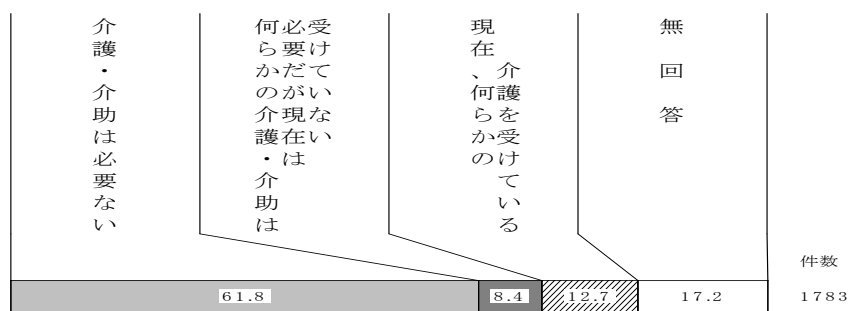 介護・介助は必要ない
何らかの介護・介助は
必要だが現在は
受けていない
現在、何らかの
介護を受けている
無回答
件数
61.8
8.4
12.7
17.2
1783